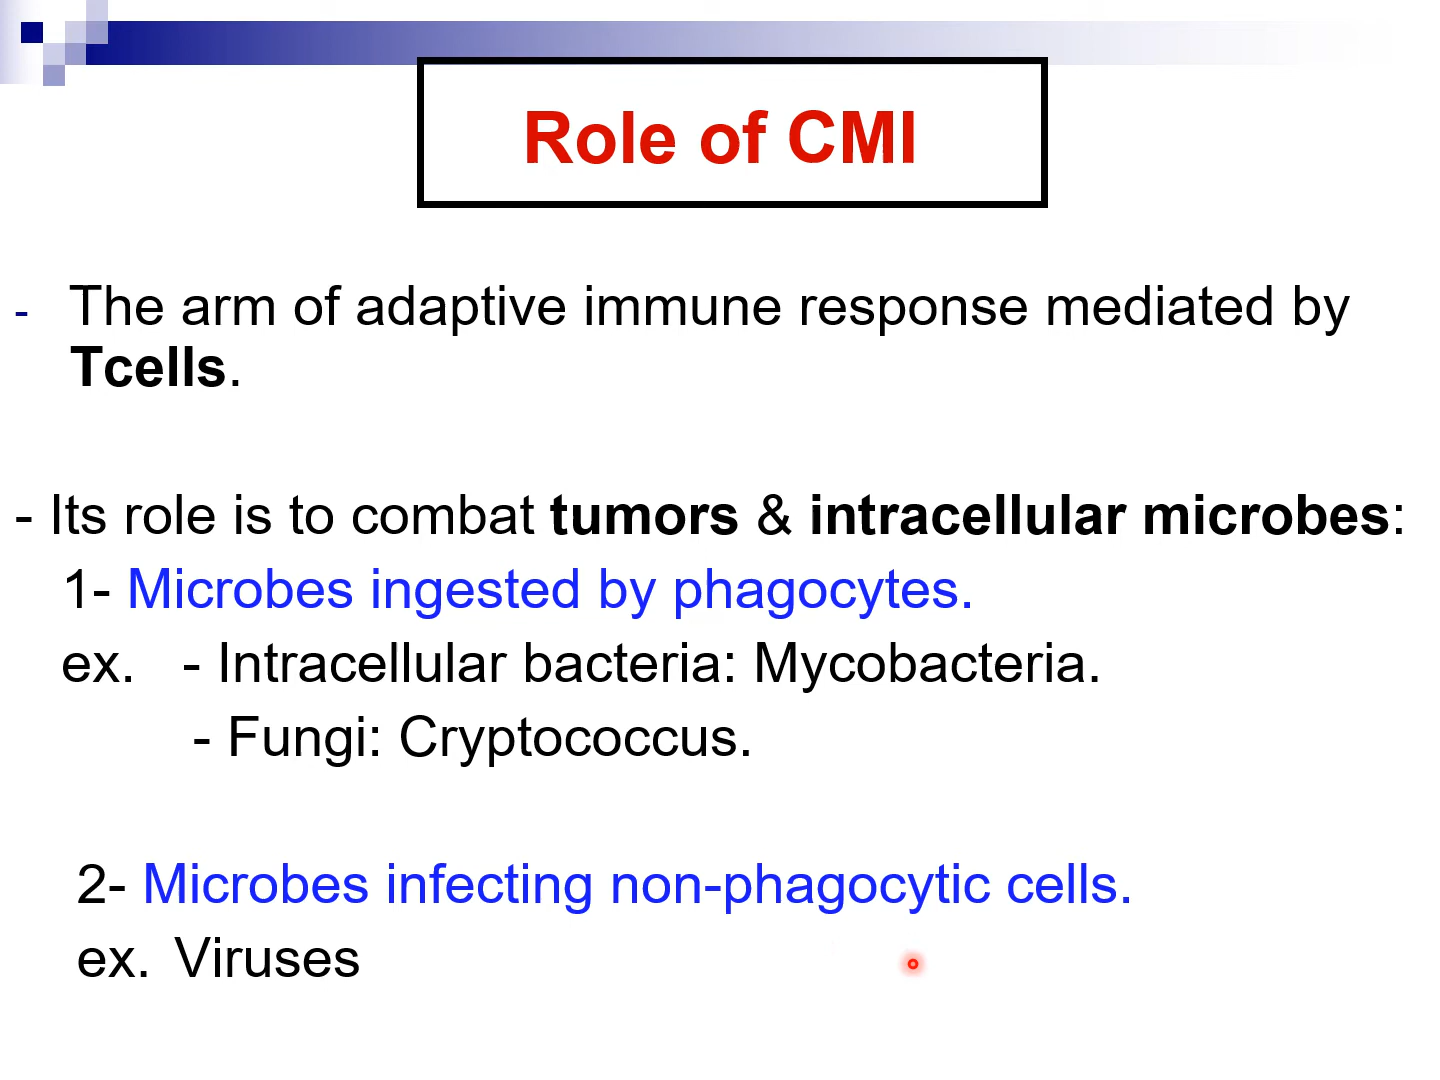 Role of CMI
- The arm of adaptive immune response mediated by
Tcells.
- Its role is to combat tumors & intracellular microbes:
1- Microbes ingested by phagocytes.
ex. - Intracellular bacteria: Mycobacteria.
- Fungi: Cryptococcus.
2- Microbes infecting non-phagocytic cells.
ex. Viruses